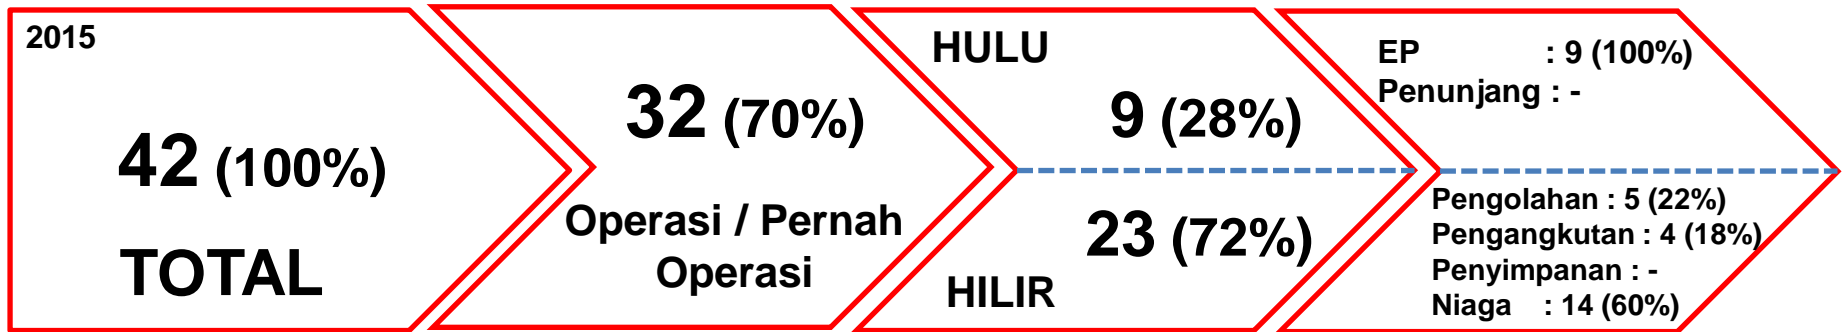 2015
42 (100%)
TOTAL
32 (70%)
Operasi / Pernah
Operasi
HULU
9 (28%)
23 (72%)
HILIR
EP : 9 (100%)
Penunjang : -
Pengolahan : 5 (22%)
Pengangkutan : 4 (18%)
Penyimpanan : -
Niaga : 14 (60%)